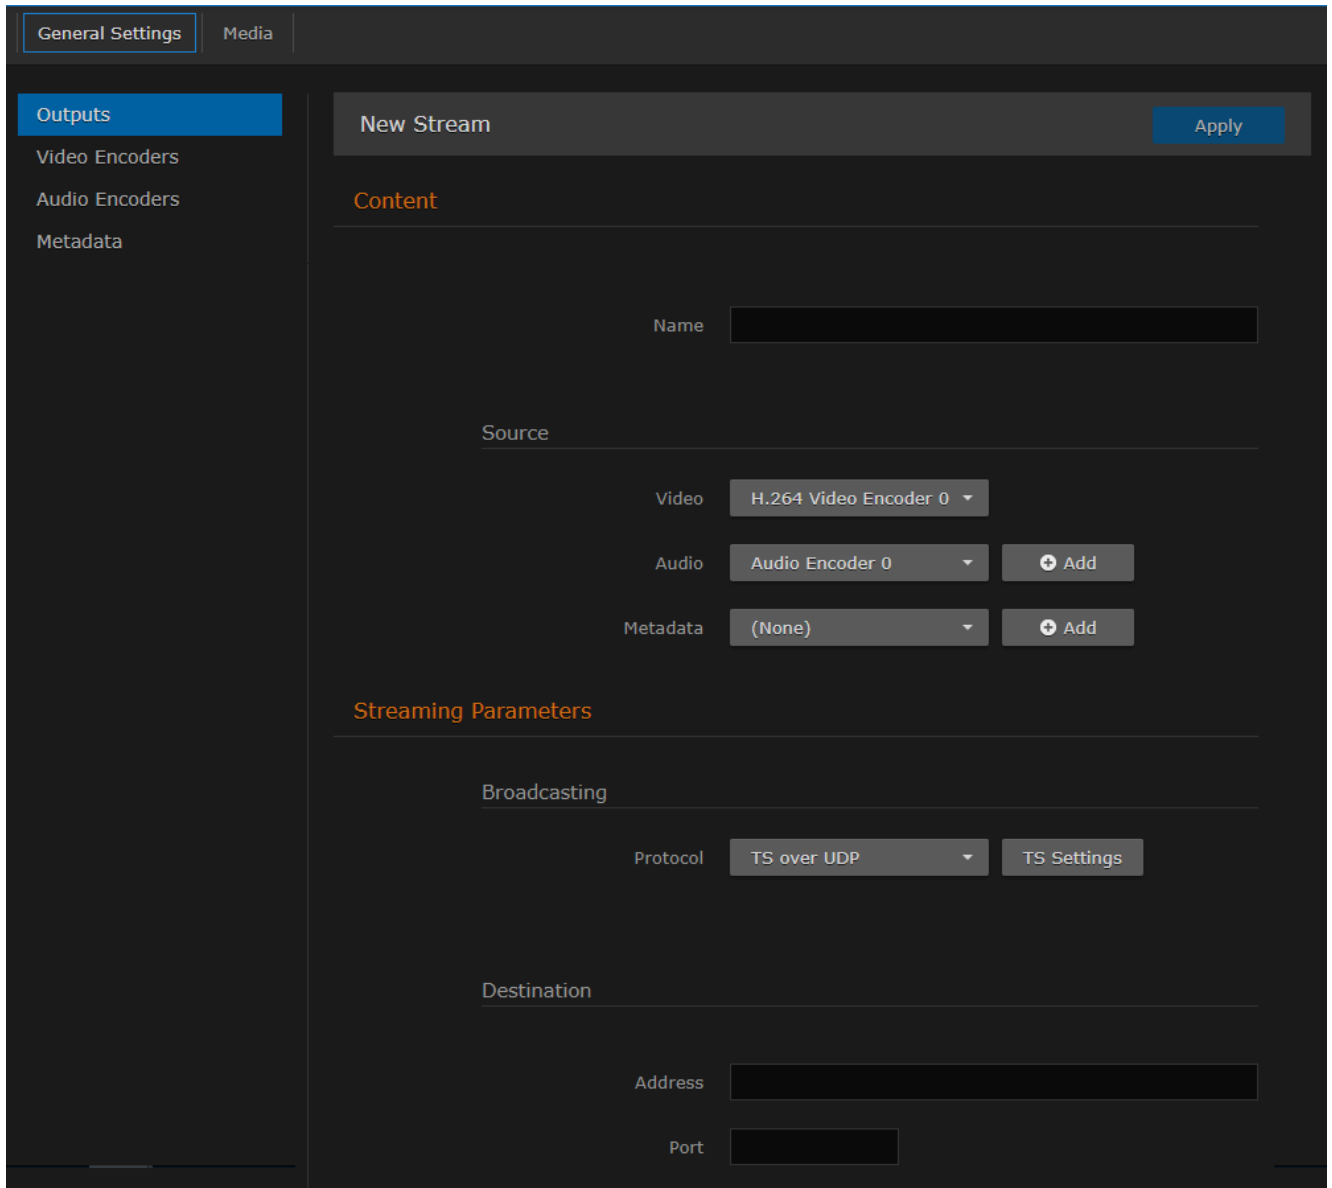 General Settings Media
Outputs
Video Encoders
Audio Encoders
Metadata
New Stream Apply
Content
Name
Source
Video H.264 Video Encoder 0
Audio Audio Encoder 0 Add
Metadata (None) Add
Streaming Parameters
Broadcasting
Protocol TS over UDP TS Settings
Destination
Address
Port